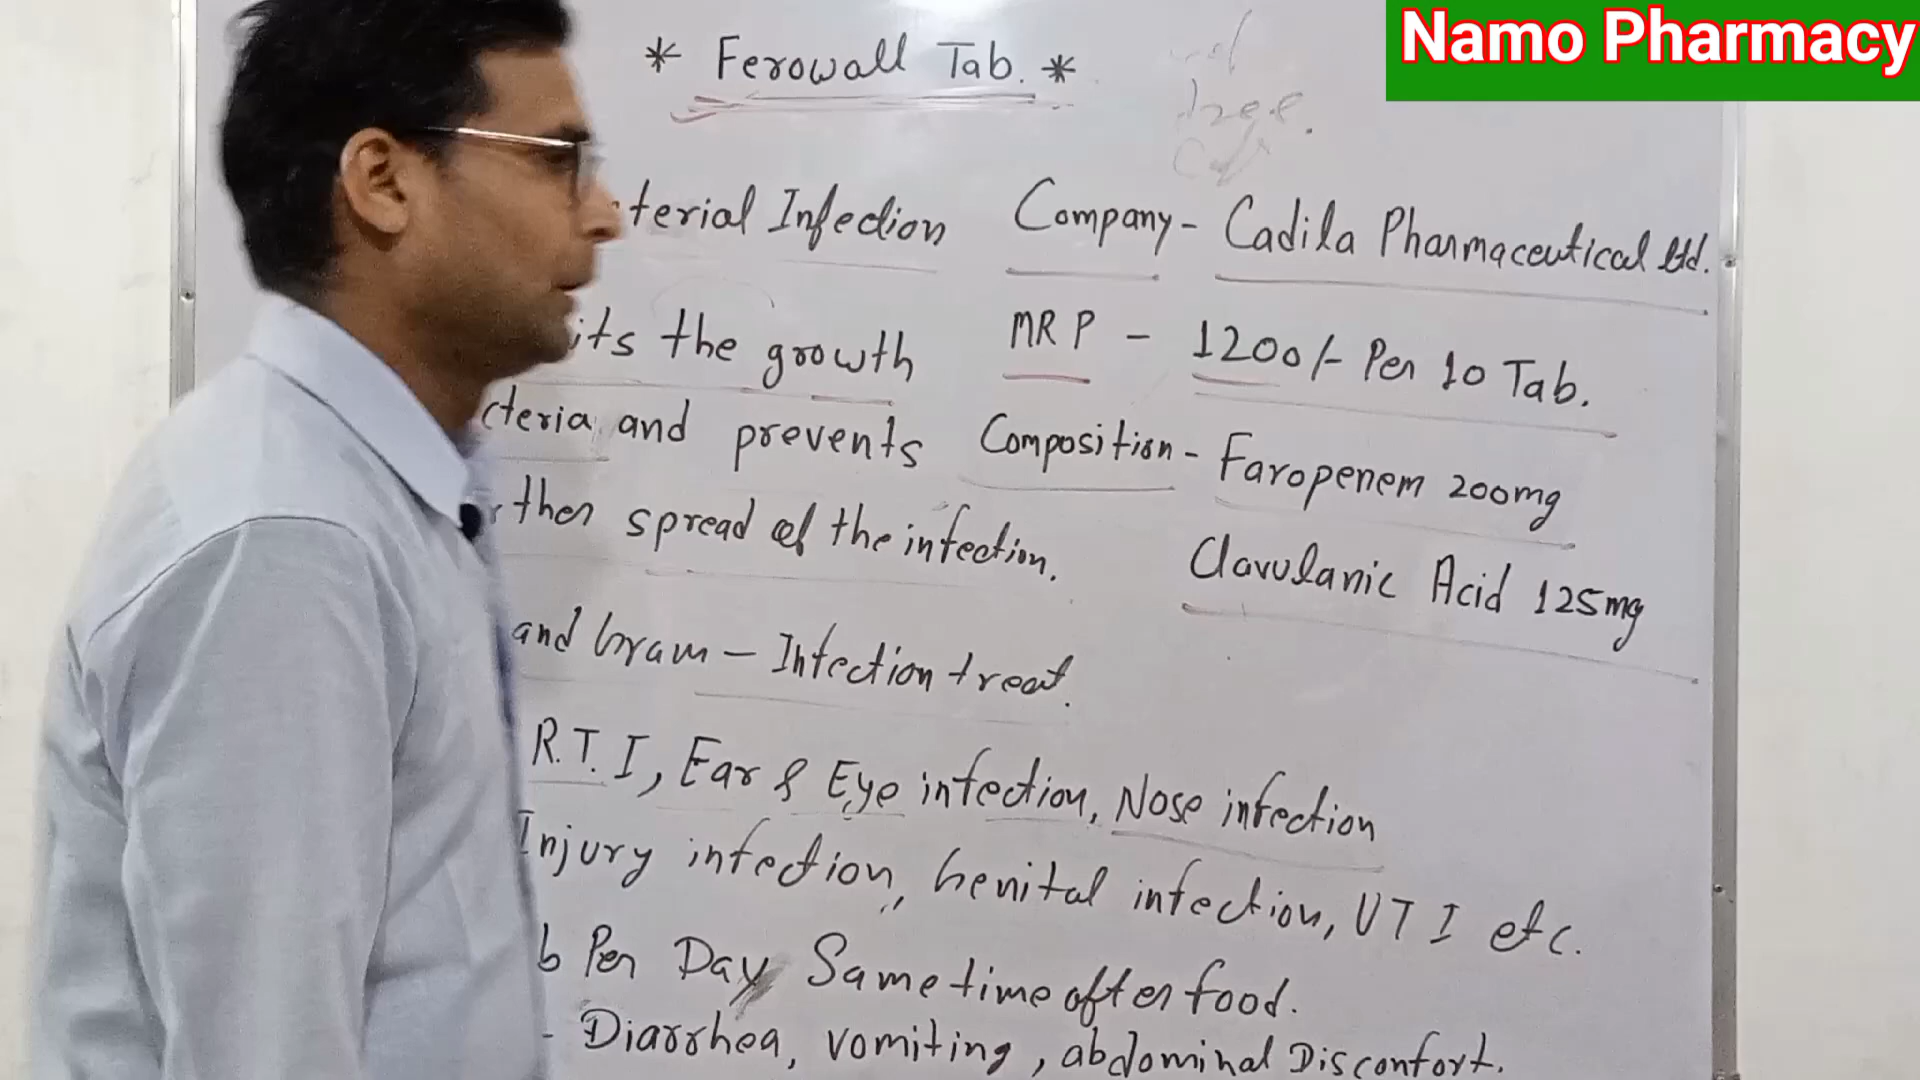 Namo Pharmacy
* Ferowall Tab. *
terial Infection
Company - Cadila Pharmaceutical Ltd.
its the growth
MRP - 1200/- Per 10 Tab.
cteria and prevents
Composition - Faropenem 200mg
ther spread of the infection.
Clavulanic Acid 125mg
and Gram - Infection treat.
R.T.I, Ear & Eye infection, Nose infection
Injury infection, Genital infection, UTI etc.
b Per Day Same time after food.
- Diarrhea, vomiting, abdominal Disconfort.